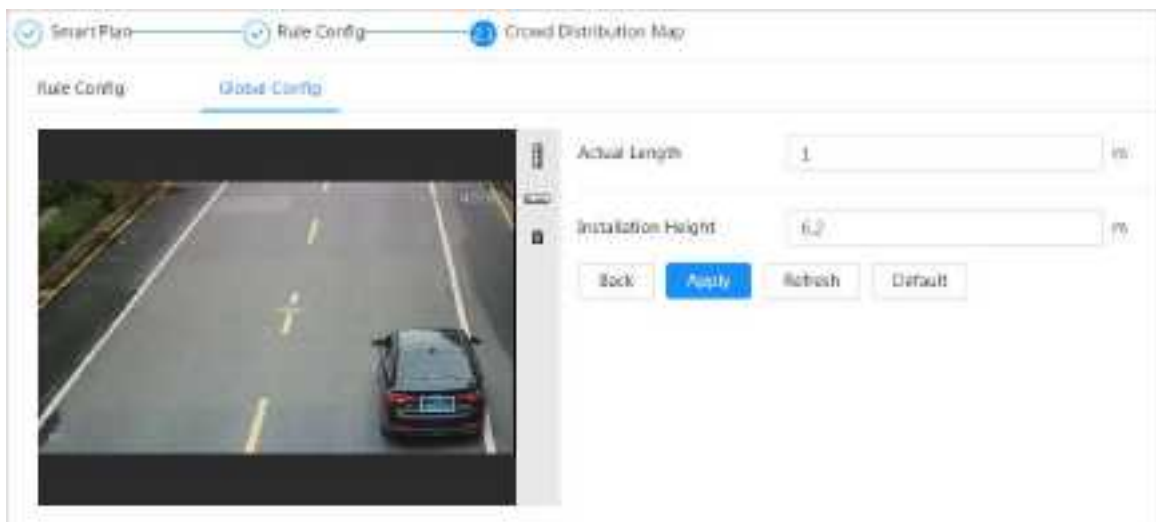 Smart Plan Rule Config Crowd Distribution Map
Rule Config Global Config
Actual Length 1 m
Installation Height 6.2 m
Back Apply Refresh Default